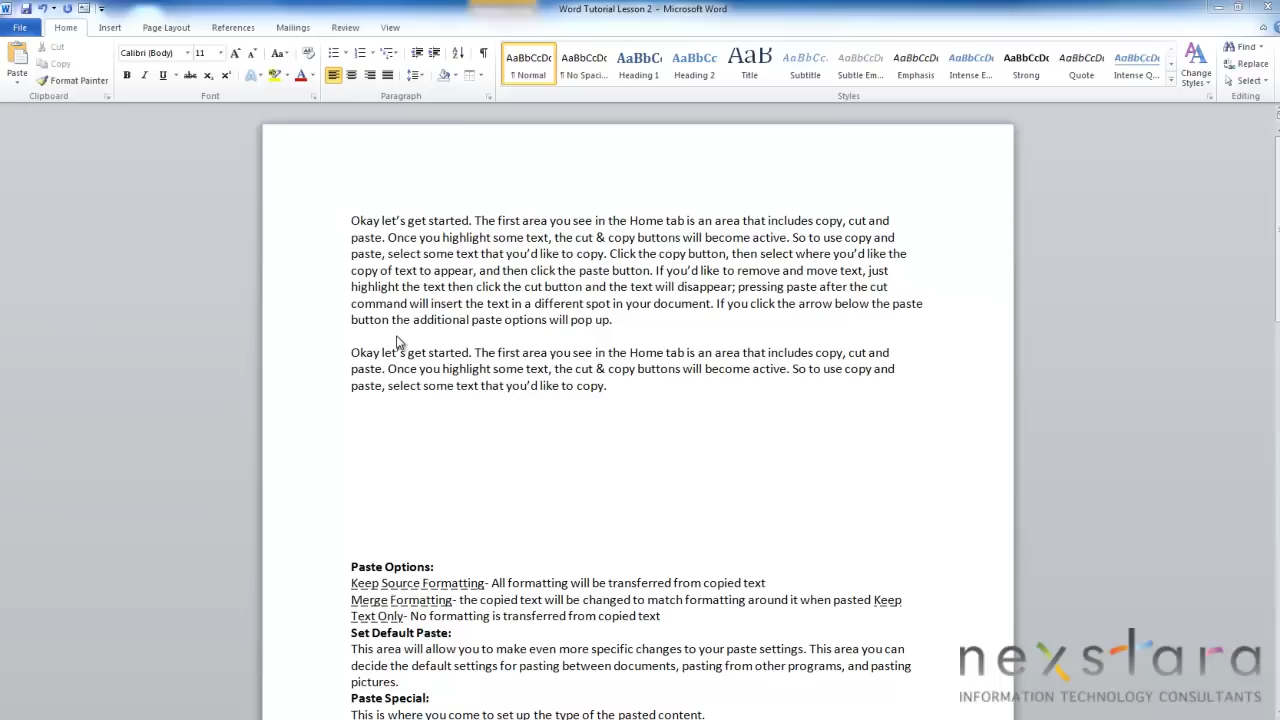 Word Tutorial Lesson 2 - Microsoft Word
File Home Insert Page Layout References Mailings Review View
Cut
Copy
Format Painter
Paste
Clipboard
Calibri (Body) 11
Font
Paragraph
AaBbCcDc AaBbCcDc AaBbC AaBbCc AaB AaBbCc. AaBbCcDc AaBbCcDc AaBbCcDc AaBbCcDc AaBbCcDc AaBbCcDc
¶ Normal ¶ No Spaci... Heading 1 Heading 2 Title Subtitle Subtle Em... Emphasis Intense E... Strong Quote Intense Q...
Styles
Change
Styles
Find
Replace
Select
Editing
Okay let’s get started. The first area you see in the Home tab is an area that includes copy, cut and
paste. Once you highlight some text, the cut & copy buttons will become active. So to use copy and
paste, select some text that you’d like to copy. Click the copy button, then select where you’d like the
copy of text to appear, and then click the paste button. If you’d like to remove and move text, just
highlight the text then click the cut button and the text will disappear; pressing paste after the cut
command will insert the text in a different spot in your document. If you click the arrow below the paste
button the additional paste options will pop up.
Okay let’s get started. The first area you see in the Home tab is an area that includes copy, cut and
paste. Once you highlight some text, the cut & copy buttons will become active. So to use copy and
paste, select some text that you’d like to copy.
Paste Options:
Keep Source Formatting- All formatting will be transferred from copied text
Merge Formatting- the copied text will be changed to match formatting around it when pasted Keep
Text Only- No formatting is transferred from copied text
Set Default Paste:
This area will allow you to make even more specific changes to your paste settings. This area you can
decide the default settings for pasting between documents, pasting from other programs, and pasting
pictures.
Paste Special:
This is where you come to set up the type of the pasted content.
nexstara
INFORMATION TECHNOLOGY CONSULTANTS